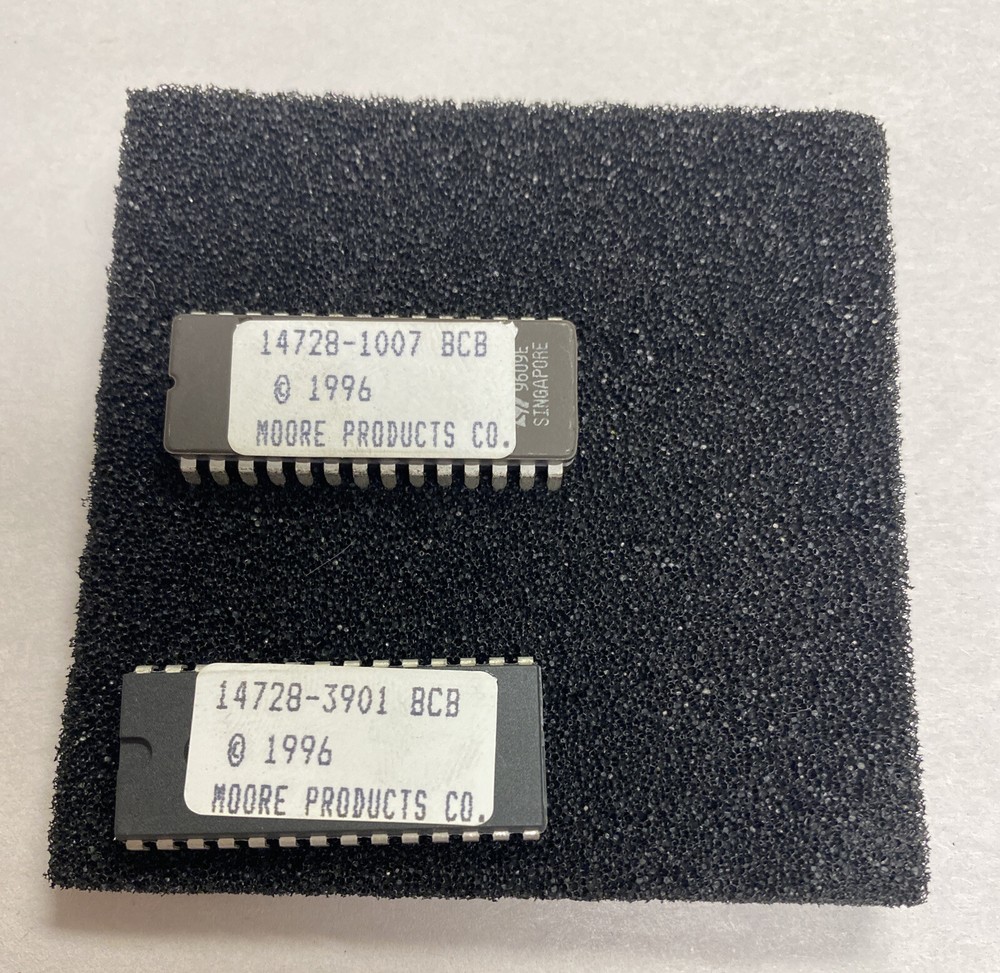 14728-1007 BCB
© 1996
MOORE PRODUCTS CO.
9609E
SINGAPORE
14728-3901 BCB
© 1996
MOORE PRODUCTS CO.